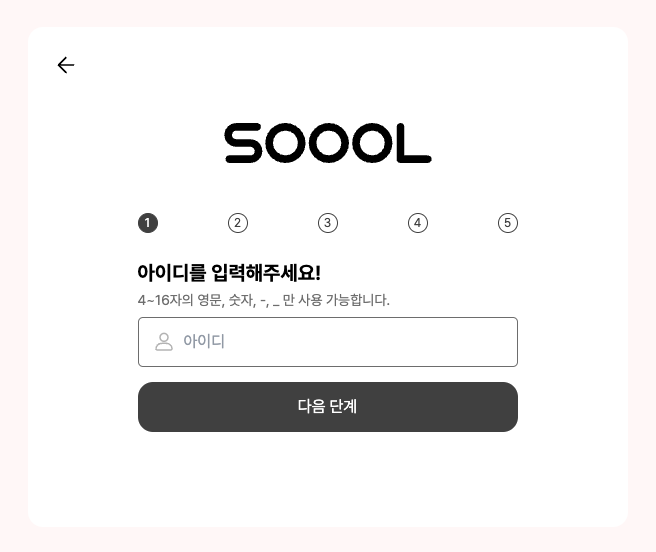 SOOOL
1 2 3 4 5
아이디를 입력해주세요!
4~16자의 영문, 숫자, -, _ 만 사용 가능합니다.
아이디
다음 단계